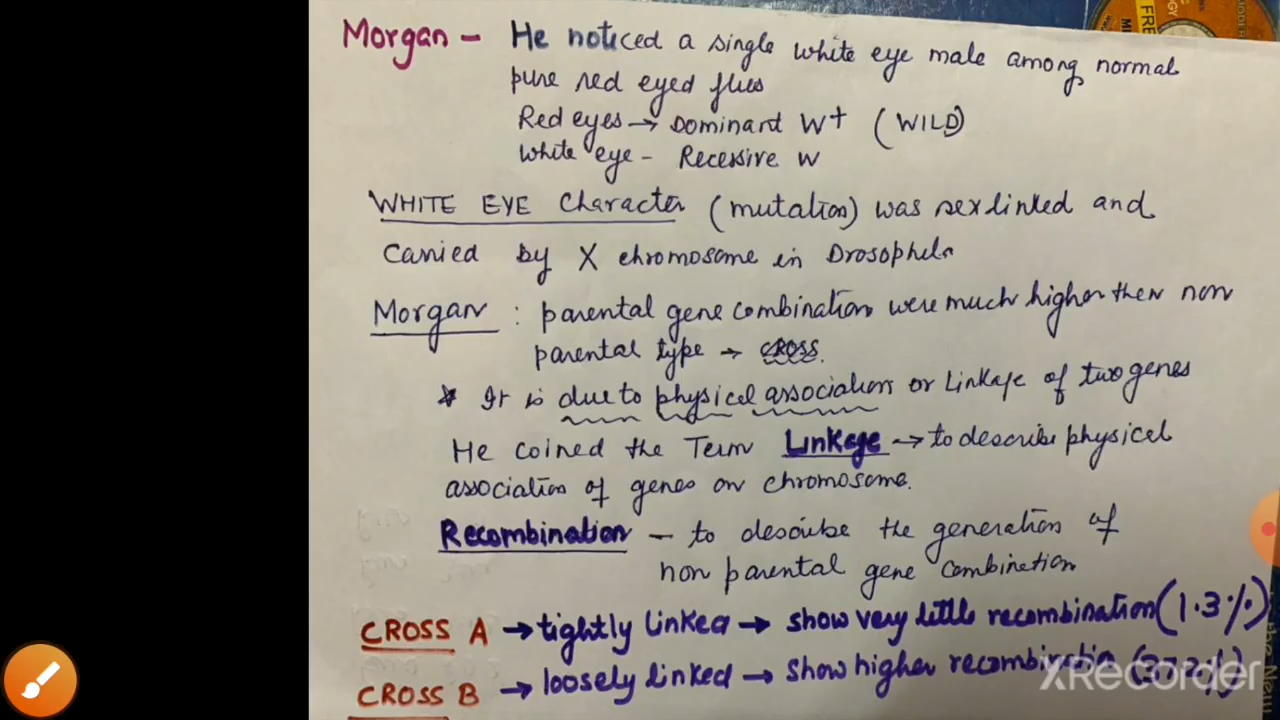 Morgan - He noticed a single white eye male among normal
pure red eyed flies
Red eyes → Dominant W+ (WILD)
White eye - Recessive w
WHITE EYE Character (mutation) was sex linked and
Carried by X chromosome in Drosophela
Morgan : parental gene combination were much higher then non
parental type → CROSS.
* It is due to physical association or Linkage of two genes
He coined the Term Linkage → to describe physical
association of genes on chromosome.
Recombination - to describe the generation of
non parental gene combination
CROSS A → tightly linked → show very little recombination (1.3%)
CROSS B → loosely linked → show higher recombination
XRecorder